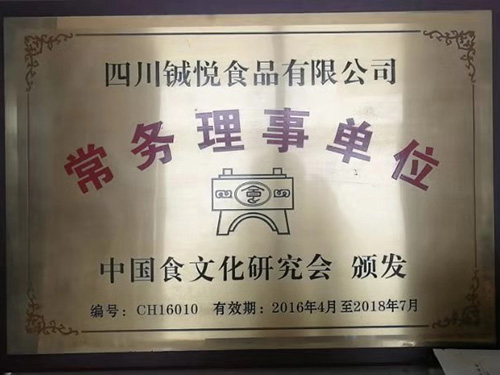 四川铖悦食品有限公司
常务理事单位
食
中国食文化研究会 颁发
编号：CH16010 有效期：2016年4月至2018年7月